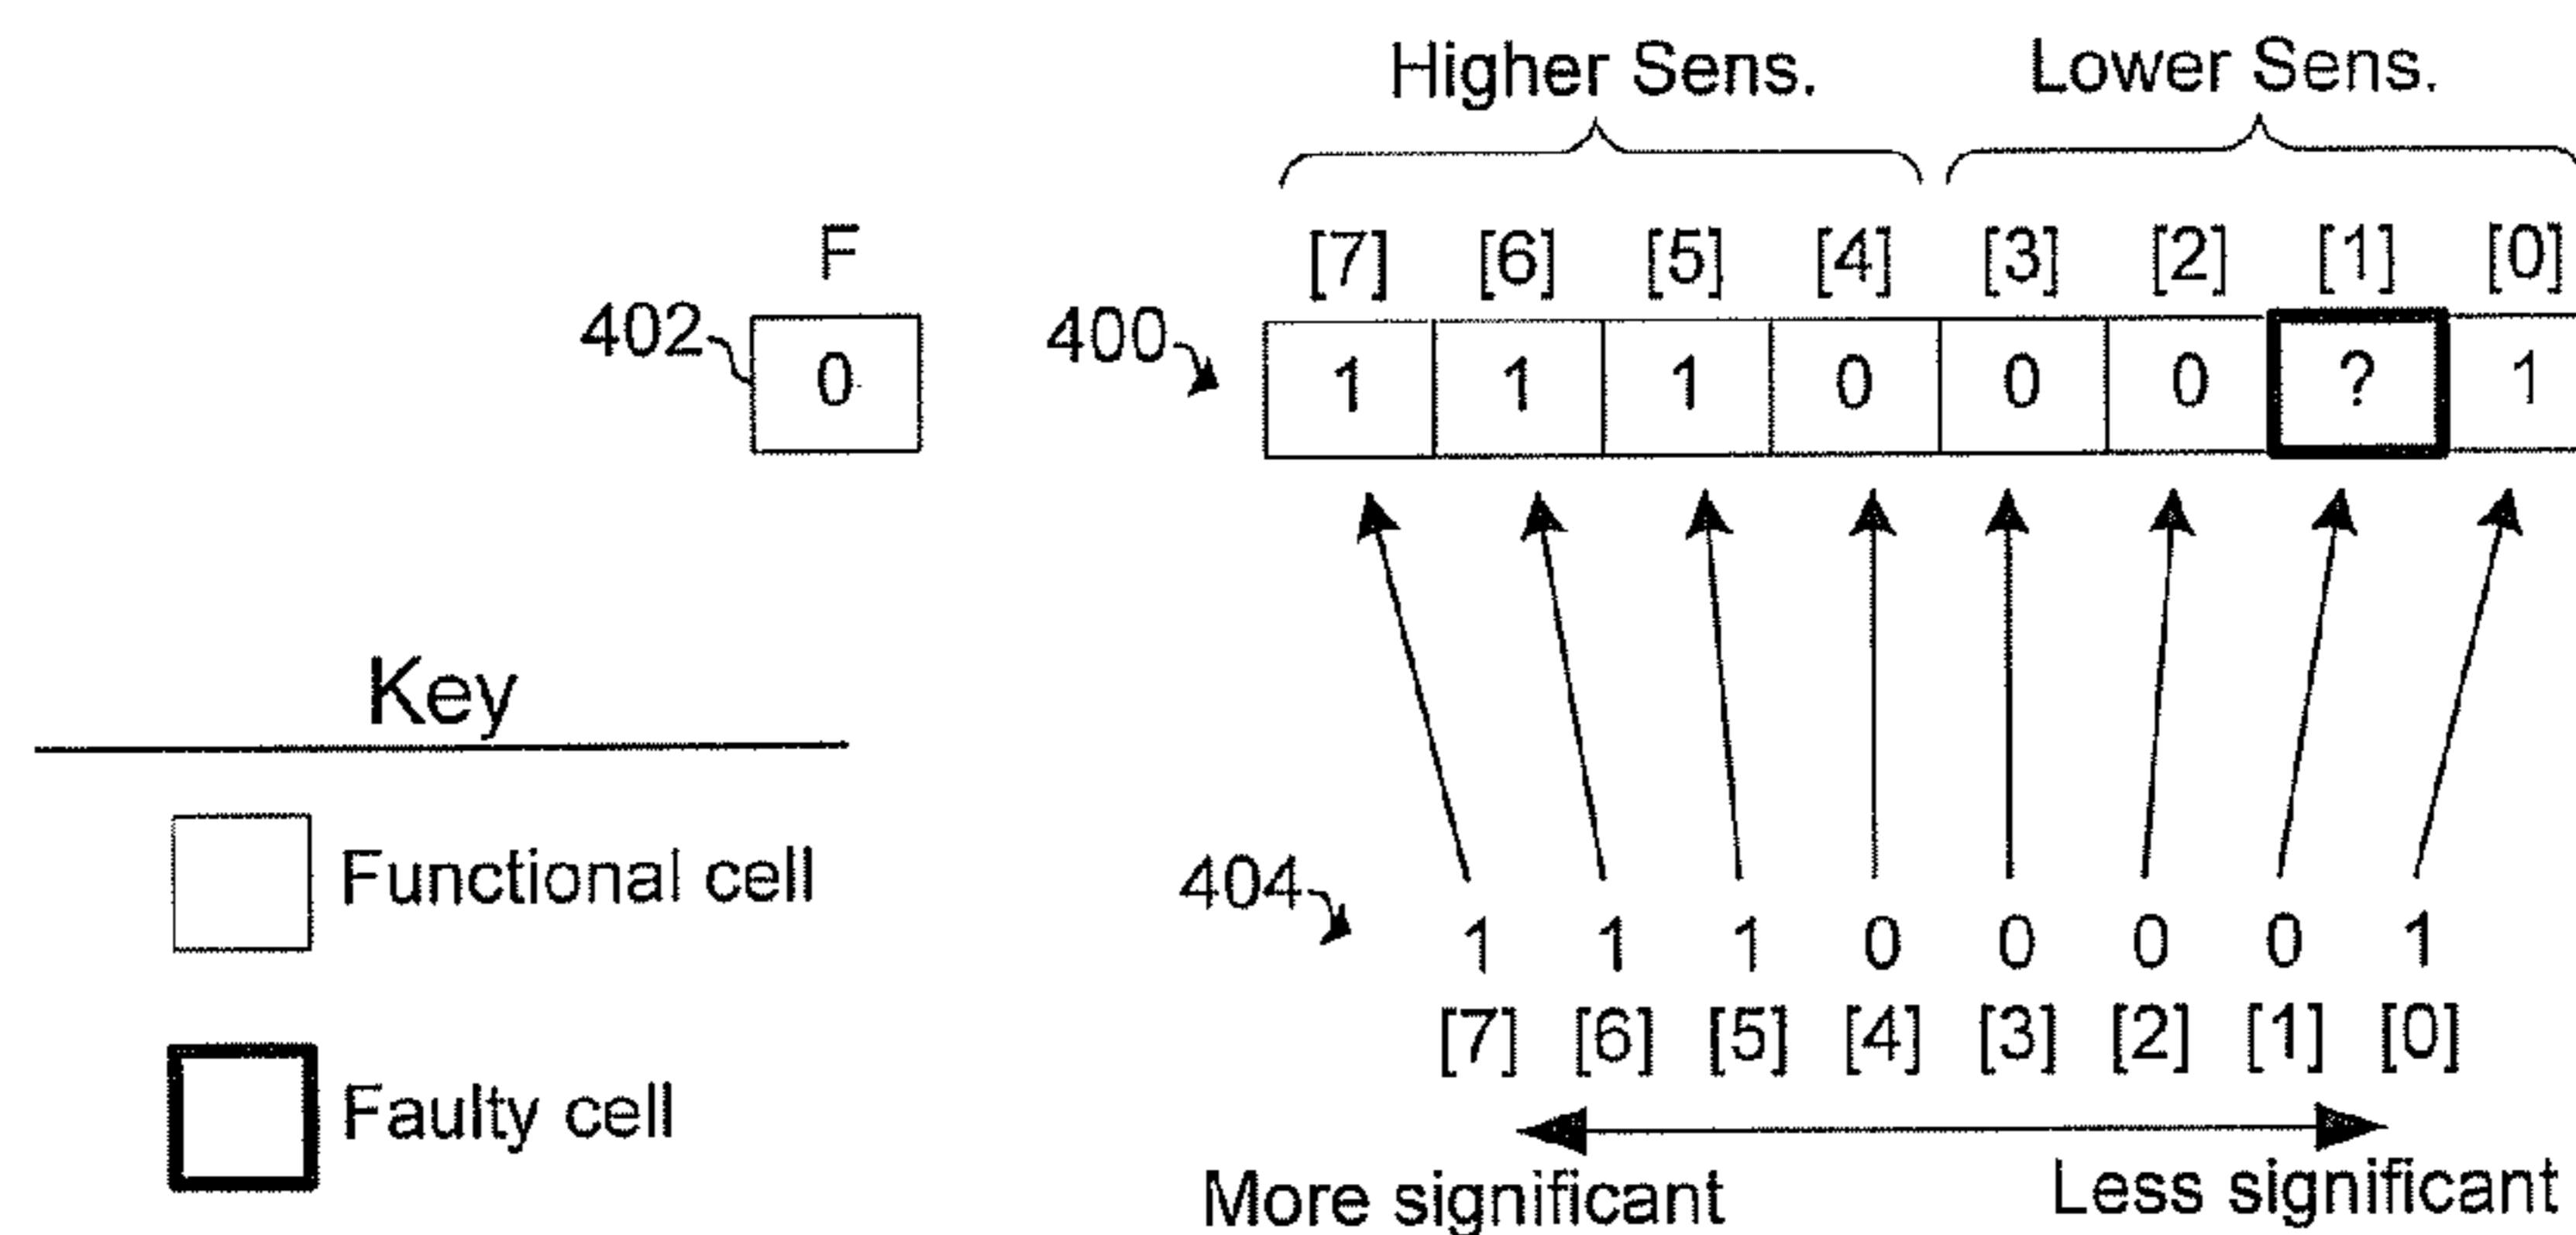 Higher Sens. Lower Sens.
F [7] [6] [5] [4] [3] [2] [1] [0]
402 0 400 1 1 1 0 0 0 ? 1
Key
Functional cell
404 1 1 1 0 0 0 0 1
[7] [6] [5] [4] [3] [2] [1] [0]
Faulty cell
More significant Less significant